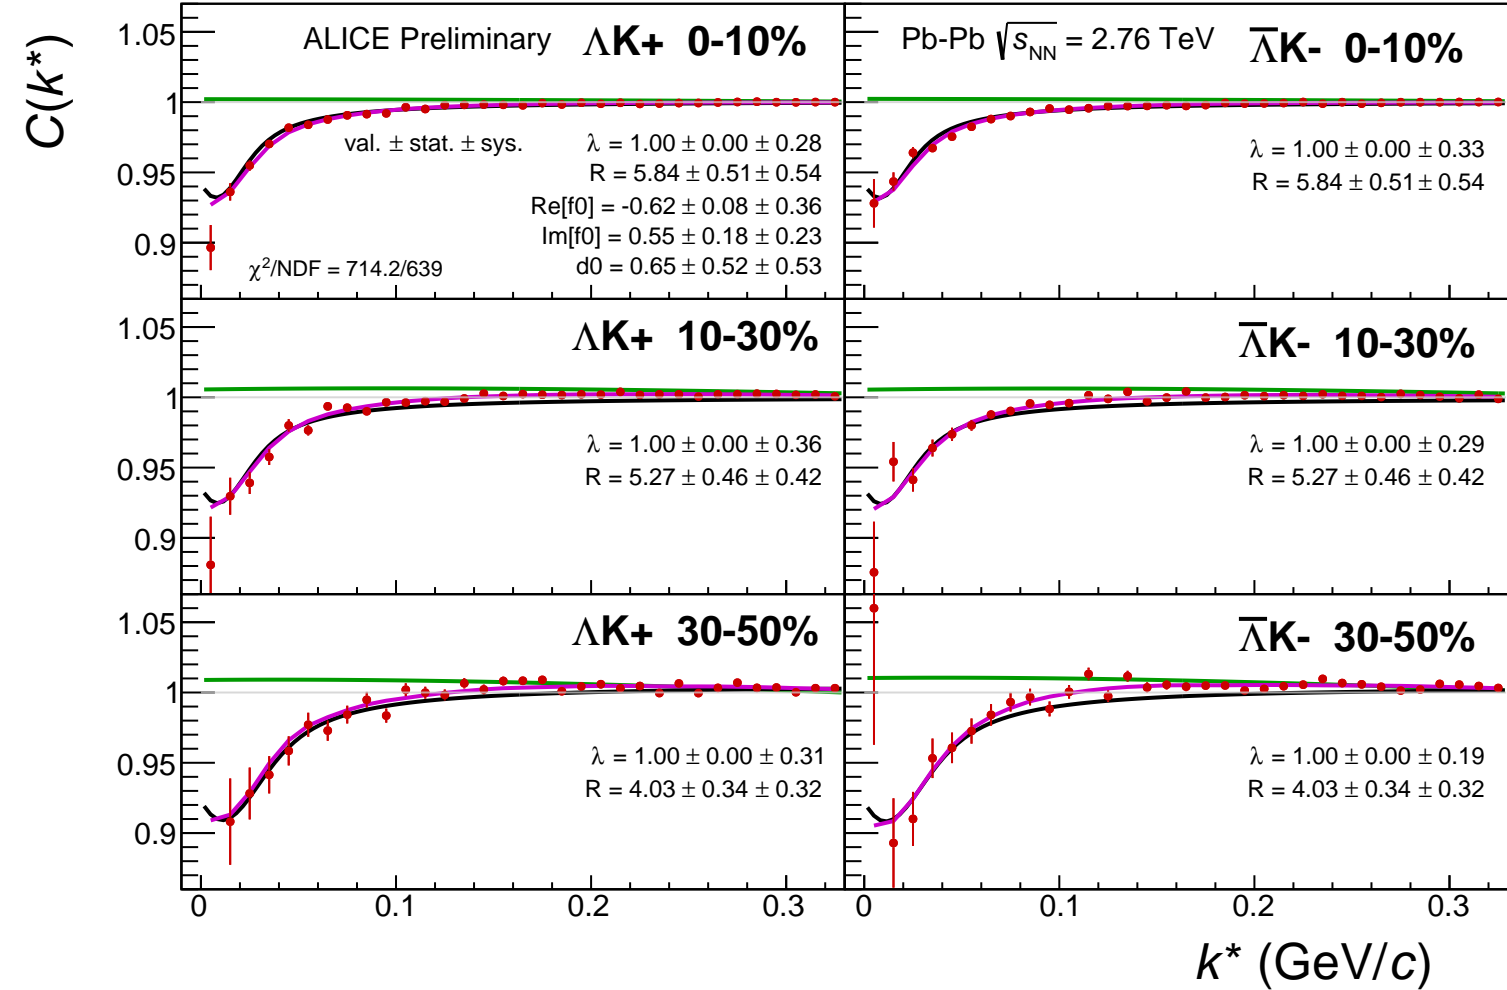 C(k*)
ALICE Preliminary ΛK+ 0-10%
1.05
1
0.95
0.9
val. ± stat. ± sys.
λ = 1.00 ± 0.00 ± 0.28
R = 5.84 ± 0.51 ± 0.54
Re[f0] = -0.62 ± 0.08 ± 0.36
Im[f0] = 0.55 ± 0.18 ± 0.23
d0 = 0.65 ± 0.52 ± 0.53
χ²/NDF = 714.2/639
Pb-Pb √s_NN = 2.76 TeV Λ̅K- 0-10%
λ = 1.00 ± 0.00 ± 0.33
R = 5.84 ± 0.51 ± 0.54
ΛK+ 10-30%
1.05
1
0.95
0.9
λ = 1.00 ± 0.00 ± 0.36
R = 5.27 ± 0.46 ± 0.42
Λ̅K- 10-30%
λ = 1.00 ± 0.00 ± 0.29
R = 5.27 ± 0.46 ± 0.42
ΛK+ 30-50%
1.05
1
0.95
0.9
λ = 1.00 ± 0.00 ± 0.31
R = 4.03 ± 0.34 ± 0.32
Λ̅K- 30-50%
λ = 1.00 ± 0.00 ± 0.19
R = 4.03 ± 0.34 ± 0.32
0 0.1 0.2 0.3
0 0.1 0.2 0.3
k* (GeV/c)